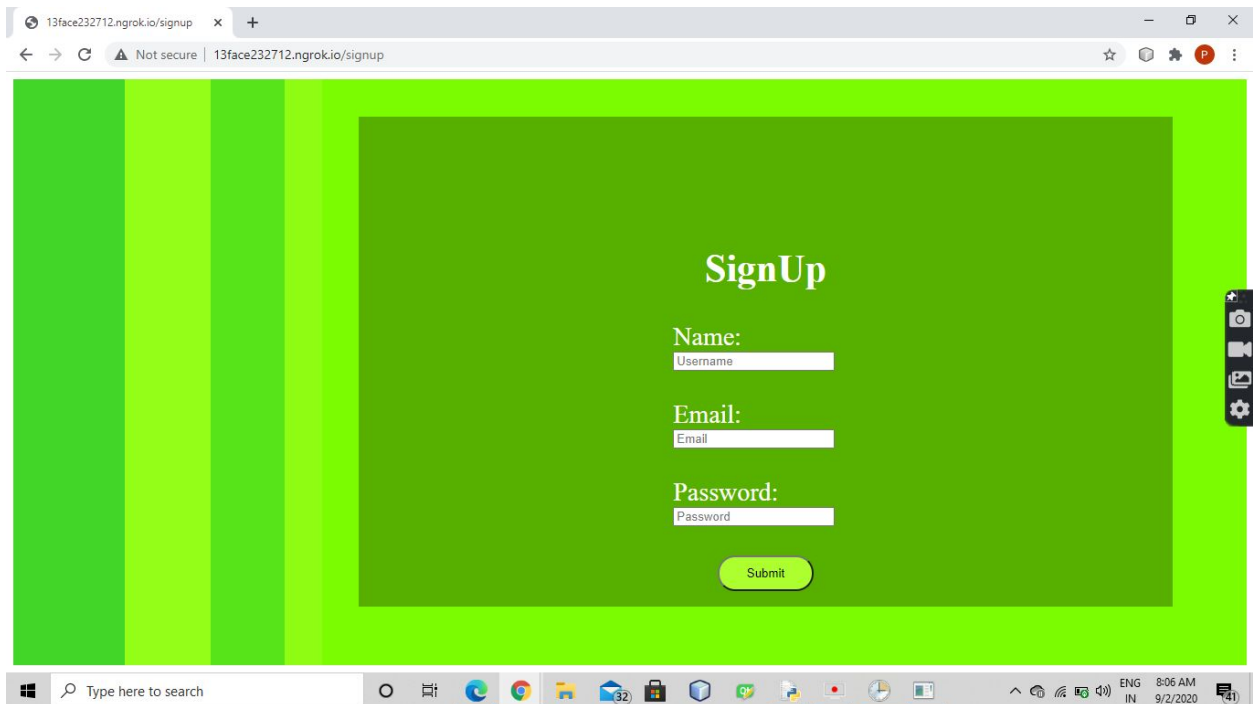 13face232712.ngrok.io/signup
Not secure | 13face232712.ngrok.io/signup
P
SignUp
Name:
Username
Email:
Email
Password:
Password
Submit
Type here to search
32
ENG 8:06 AM
IN 9/2/2020
41